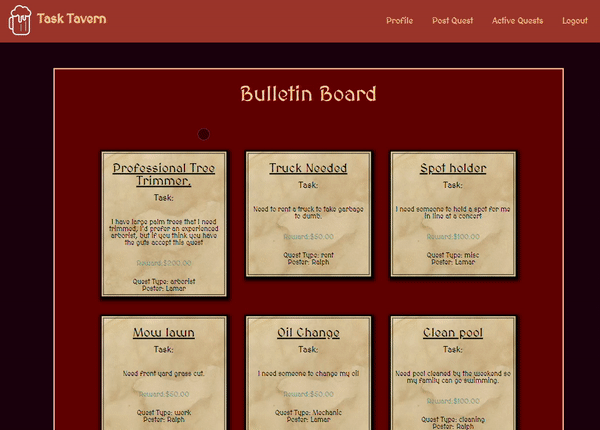 Task Tavern
Profile
Post Quest
Active Quests
Logout
Bulletin Board
Professional Tree
Trimmer.
Task:
I have large palm trees that I need
trimmed, I'd prefer an experienced
arborist, but if you think you have
the guts accept this quest
Reward:$700.00
Quest Type: arborist
Poster: Lamar
Truck Needed
Task:
Need to rent a truck to take garbage
to dumb.
Reward:$50.00
Quest Type: rent
Poster: Ralph
Spot holder
Task:
I need someone to hold a spot for me
in line at a concert
Reward:$100.00
Quest Type: misc
Poster: Lamar
Mow lawn
Task:
Need front yard grass cut.
Reward:$50.00
Quest Type: work
Poster: Ralph
Oil Change
Task:
I need someone to change my oil
Reward:$50.00
Quest Type: Mechanic
Poster: Lamar
Clean pool
Task:
Need pool cleaned by the weekend so
my family can go swimming.
Reward:$100.00
Quest Type: cleaning
Poster: Ralph